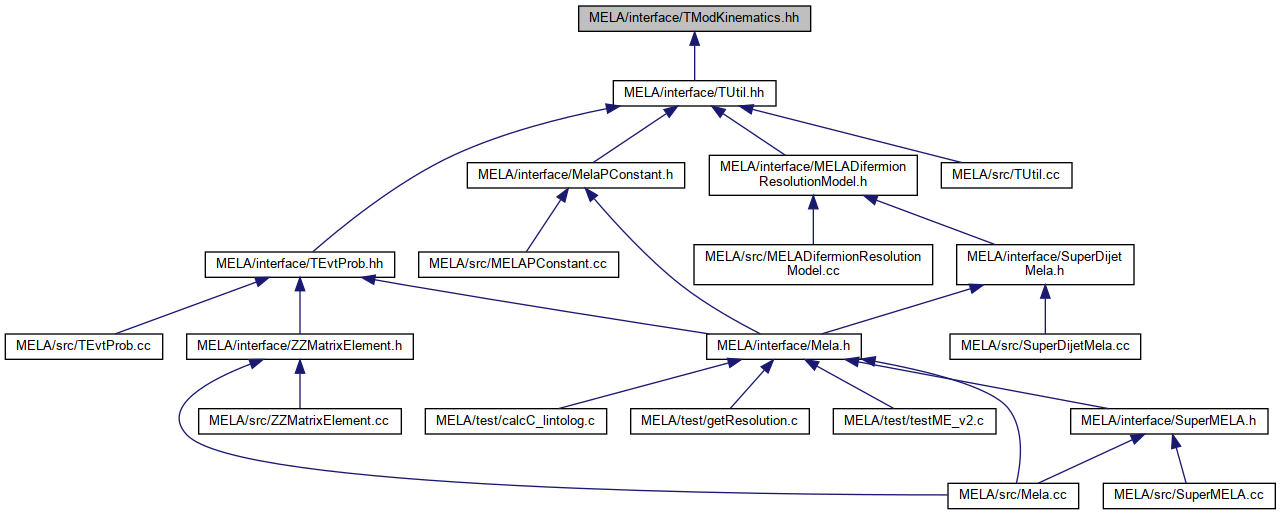 MELA/interface/TModKinematics.hh
MELA/interface/TUtil.hh
MELA/interface/MelaPConstant.h
MELA/interface/MELADifermion
ResolutionModel.h
MELA/src/TUtil.cc
MELA/interface/TEvtProb.hh
MELA/src/MELAPConstant.cc
MELA/src/MELADifermionResolution
Model.cc
MELA/interface/SuperDijet
Mela.h
MELA/src/TEvtProb.cc
MELA/interface/ZZMatrixElement.h
MELA/interface/Mela.h
MELA/src/SuperDijetMela.cc
MELA/src/ZZMatrixElement.cc
MELA/test/calcC_lintolog.c
MELA/test/getResolution.c
MELA/test/testME_v2.c
MELA/interface/SuperMELA.h
MELA/src/Mela.cc
MELA/src/SuperMELA.cc